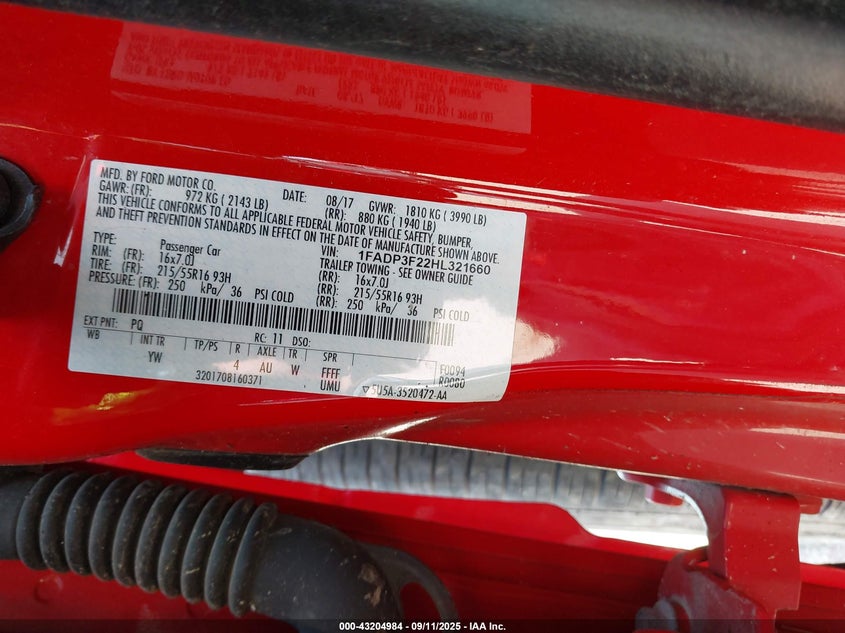 MFD. BY FORD MOTOR CO.
DATE: 08/17 GVWR: 1810 KG ( 3990 LB)
GAWR: (FR): 972 KG ( 2143 LB) (RR): 880 KG ( 1940 LB)
THIS VEHICLE CONFORMS TO ALL APPLICABLE FEDERAL MOTOR VEHICLE SAFETY, BUMPER,
AND THEFT PREVENTION STANDARDS IN EFFECT ON THE DATE OF MANUFACTURE SHOWN ABOVE.
VIN: 1FADP3F22HL321660
TYPE: Passenger Car TRAILER TOWING - SEE OWNER GUIDE
RIM: (FR): 16x7.0J (RR): 16x7.0J
TIRE: (FR): 215/55R16 93H (RR): 215/55R16 93H
PRESSURE: (FR): 250 kPa/ 36 PSI COLD (RR): 250 kPa/ 36 PSI COLD
EXT PNT: PQ RC: 11 DSO:
WB INT TR TP/PS R AXLE TR SPR
YW 4 AU W FFFF F0094
UMU R0080
3201708160371 ▽5U5A-3520472-AA
000-43204984 - 09/11/2025 - IAA Inc.